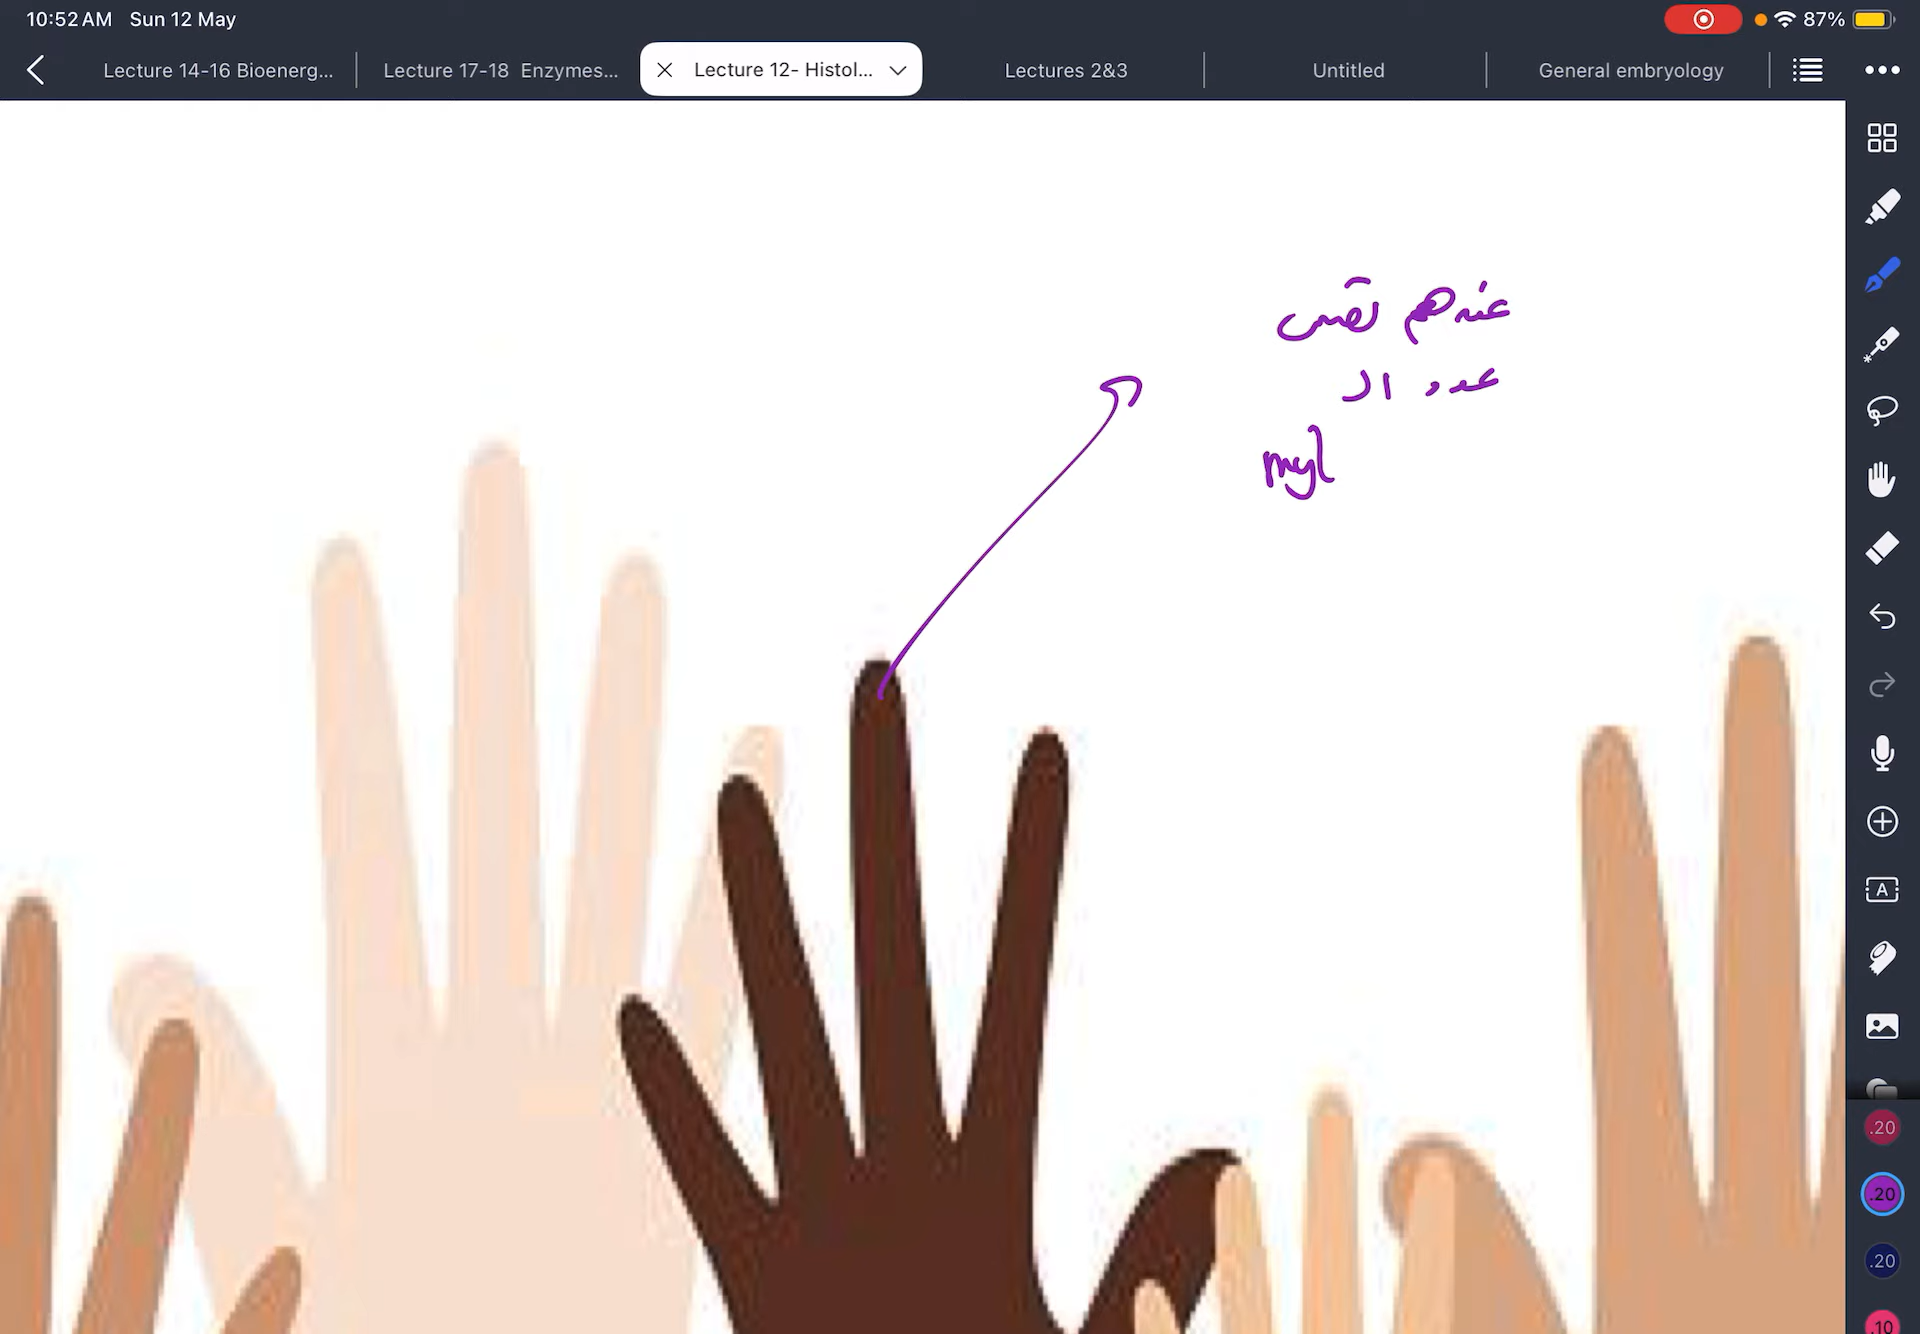 10:52 AM Sun 12 May
87%
Lecture 14-16 Bioenerg...
Lecture 17-18 Enzymes...
Lecture 12- Histol...
Lectures 2&3
Untitled
General embryology
عندهم نفس
عدد ال
myl
A
.20
.20
.20
.10